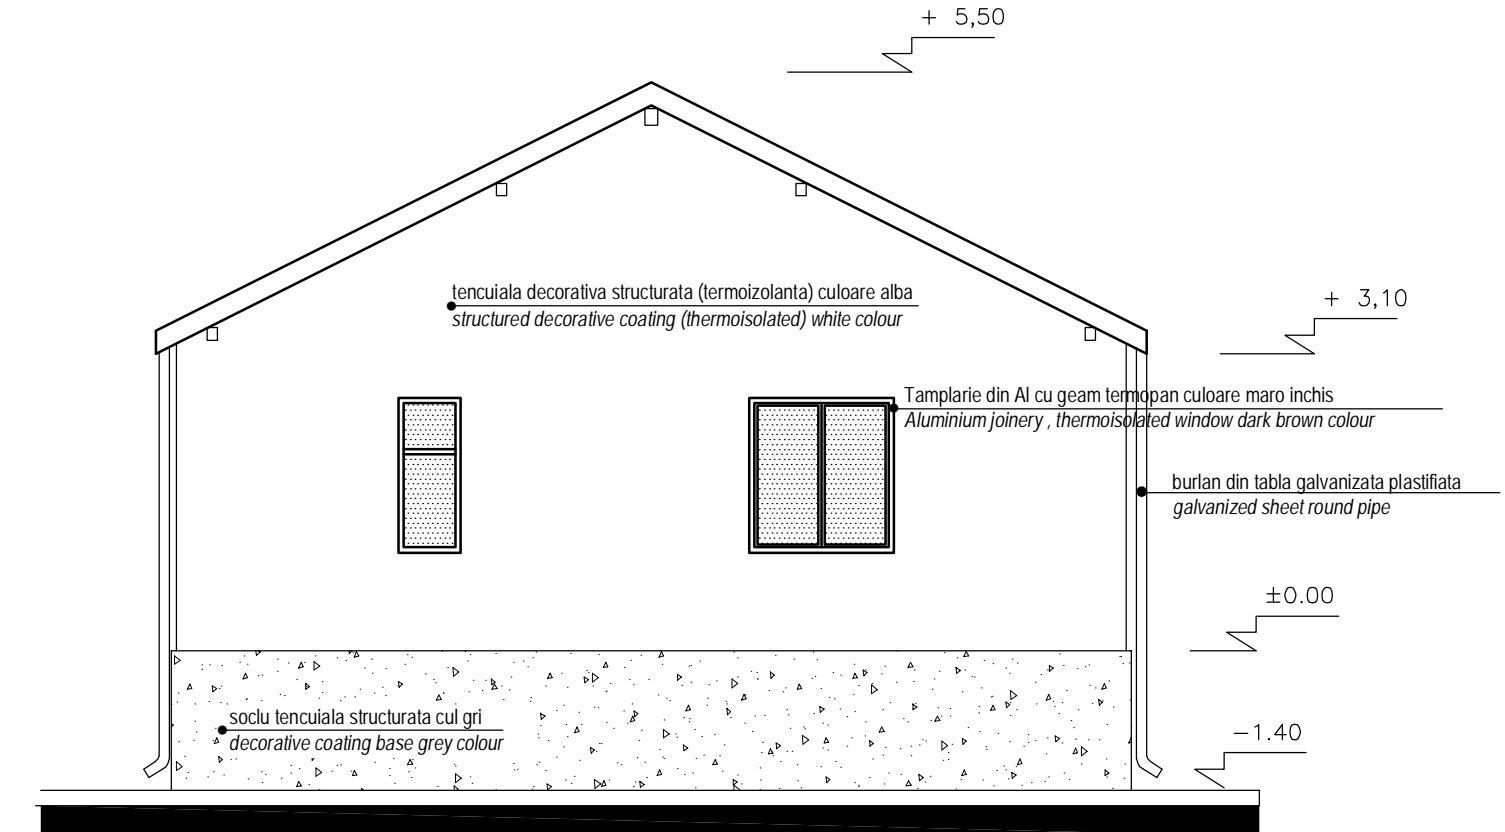 + 5,50
tencuiala decorativa structurata (termoizolanta) culoare alba
structured decorative coating (thermoisolated) white colour
+ 3,10
Tamplarie din Al cu geam termopan culoare maro inchis
Aluminium joinery , thermoisolated window dark brown colour
burlan din tabla galvanizata plastifiata
galvanized sheet round pipe
±0.00
soclu tencuiala structurata cul gri
decorative coating base grey colour
−1.40